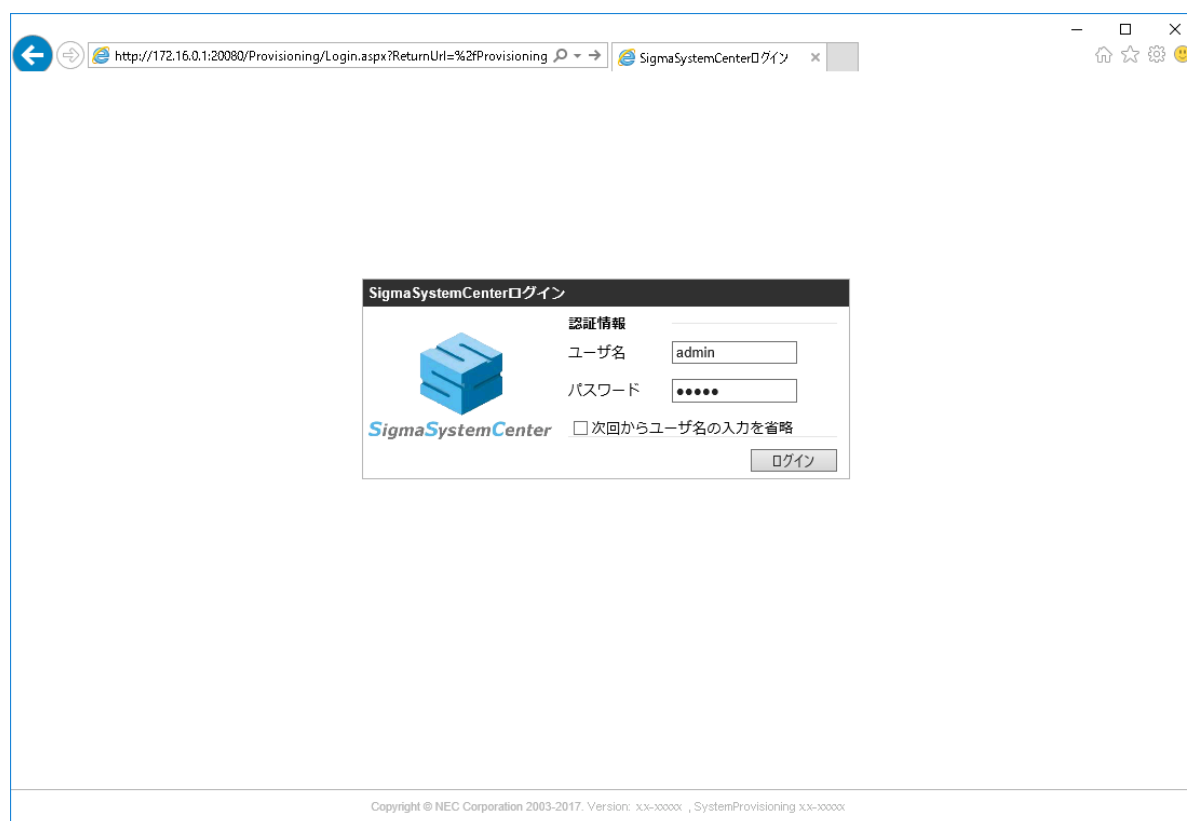 http://172.16.0.1:20080/Provisioning/Login.aspx?ReturnUrl=%2fProvisioning
SigmaSystemCenterログイン
SigmaSystemCenterログイン
認証情報
ユーザ名 admin
パスワード •••••
SigmaSystemCenter
次回からユーザ名の入力を省略
ログイン
Copyright © NEC Corporation 2003-2017. Version: x.x-xxxxx , SystemProvisioning x.x-xxxxx